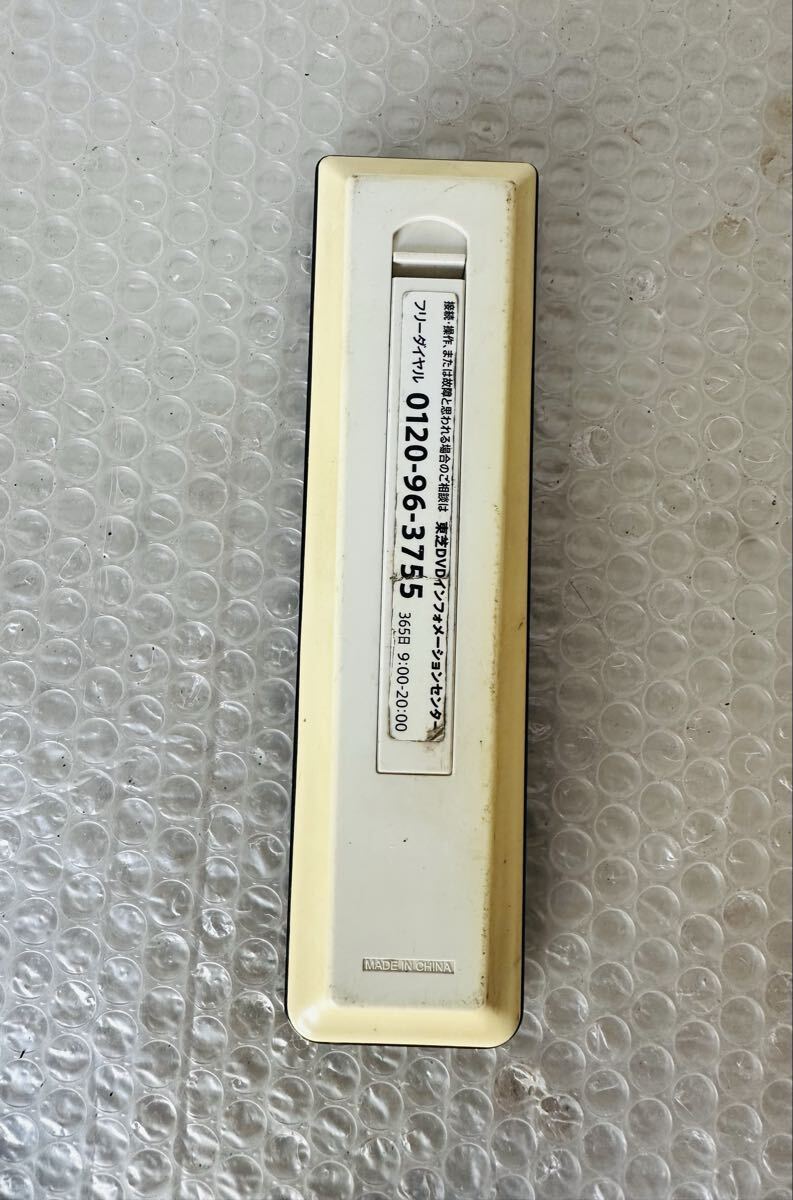 接続・操作、または故障と思われる場合のご相談は 東芝DVDインフォメーションセンター
フリーダイヤル 0120-96-3755 365日 9:00-20:00
MADE IN CHINA